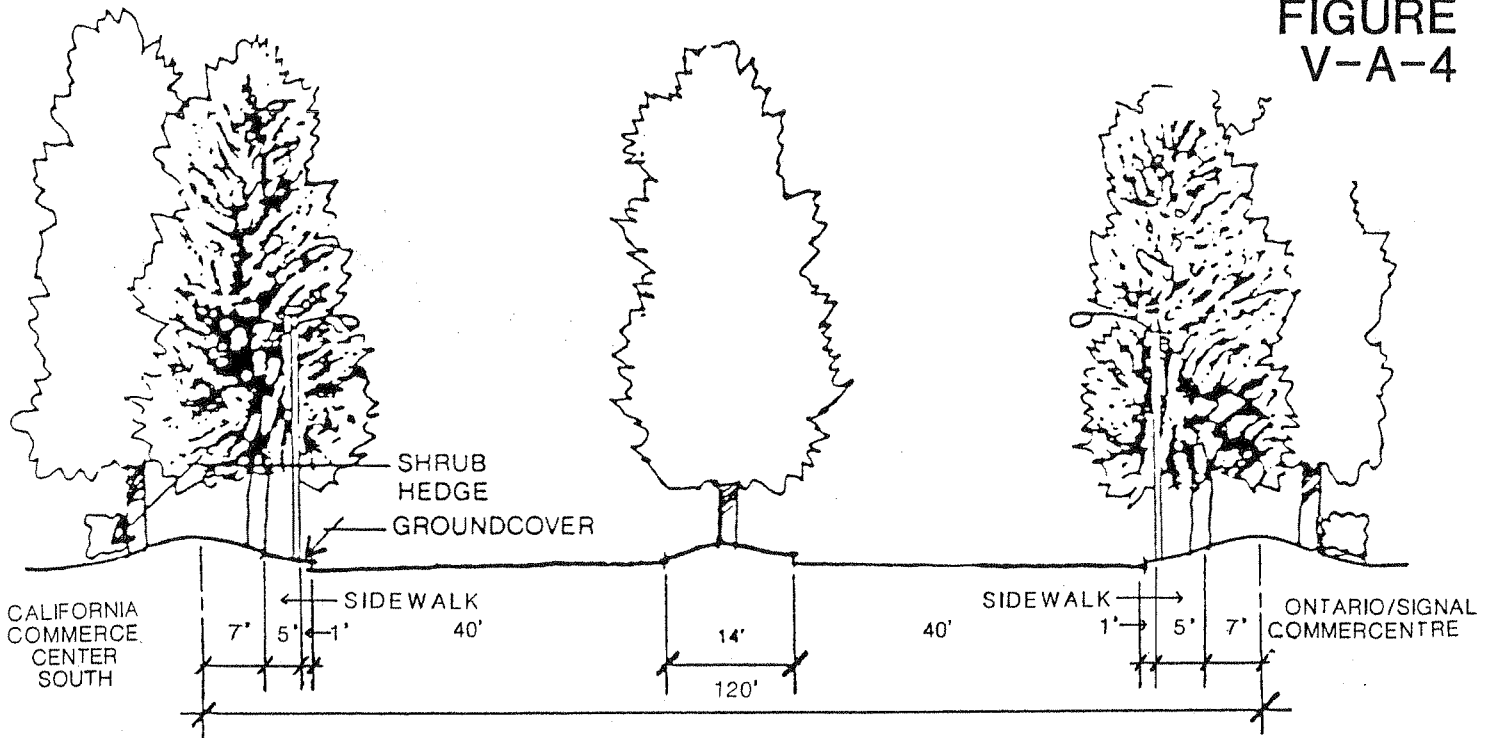 FIGURE
V-A-4
SHRUB
HEDGE
GROUNDCOVER
CALIFORNIA
COMMERCE
CENTER
SOUTH
SIDEWALK
7' 5' 1' 40' 14' 40' 1' 5' 7'
SIDEWALK
ONTARIO/SIGNAL
COMMERCENTRE
120'